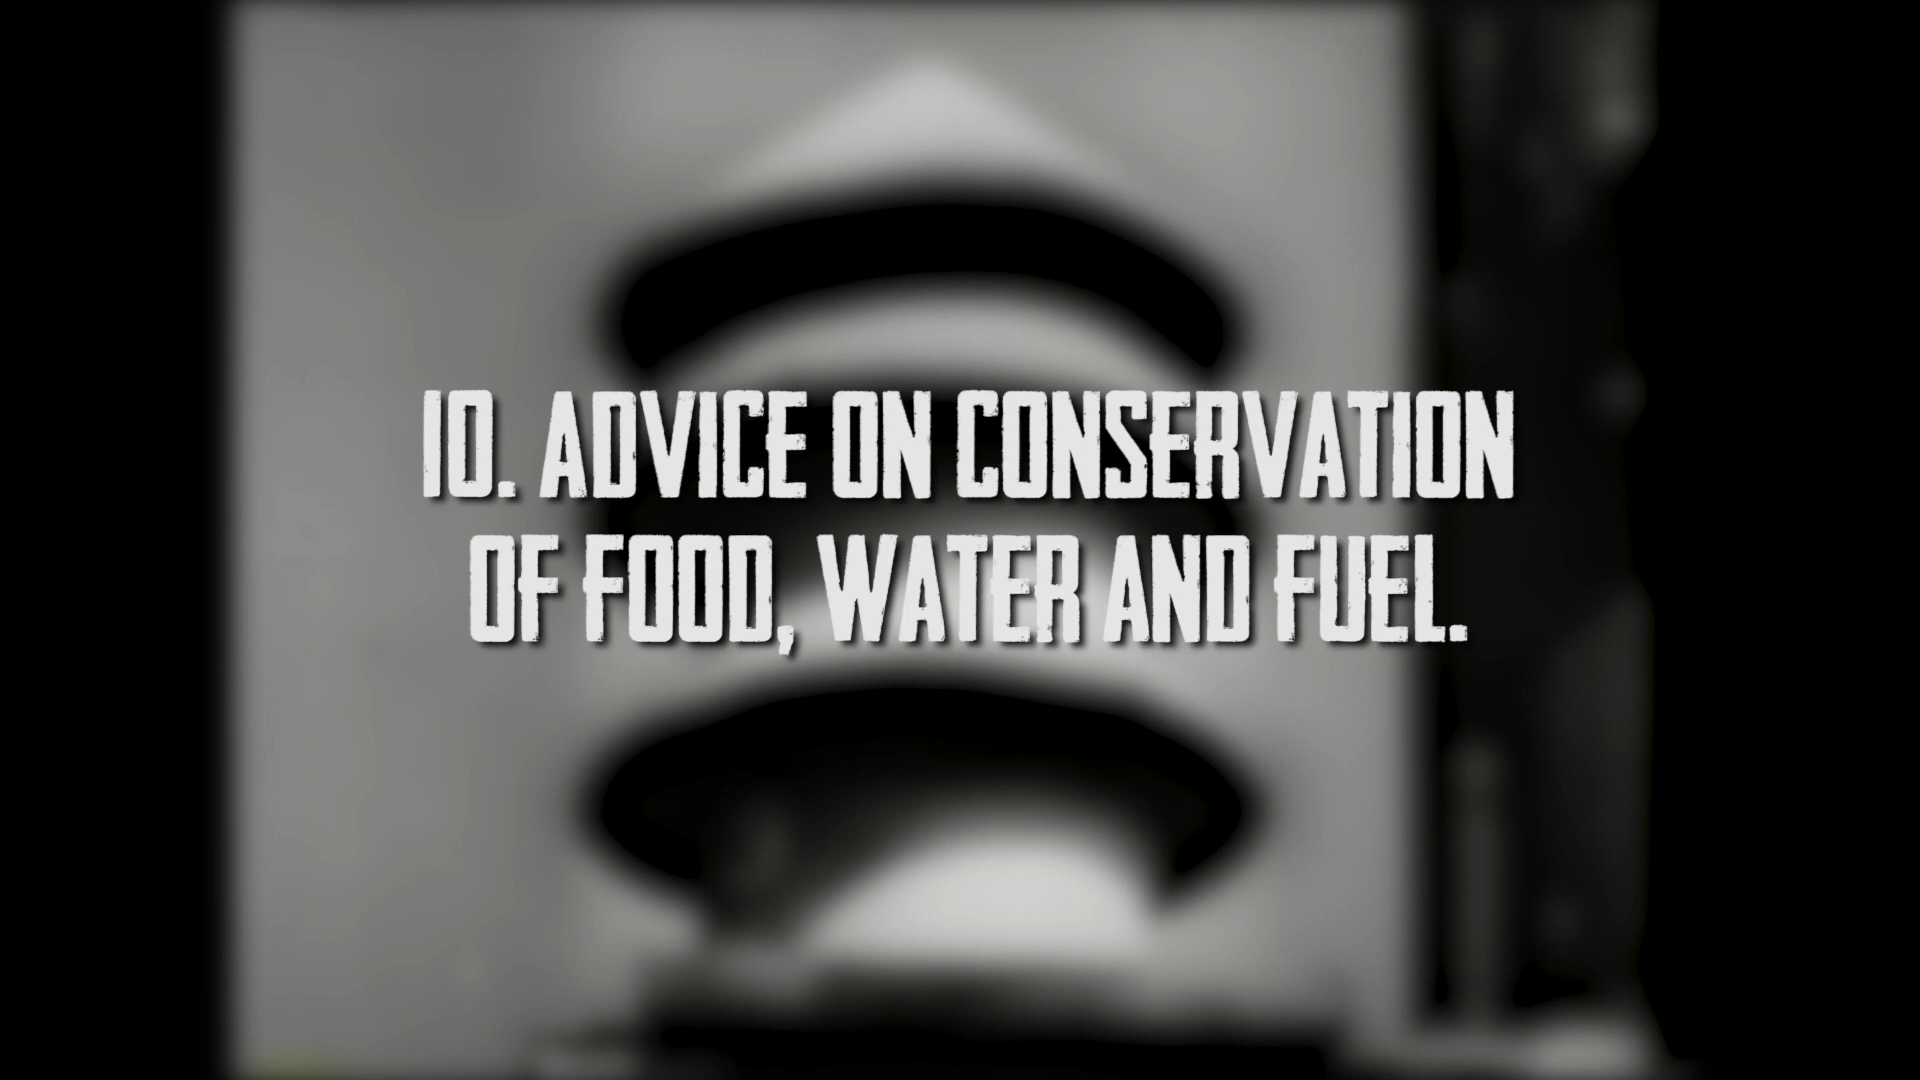 10. ADVICE ON CONSERVATION
OF FOOD, WATER AND FUEL.